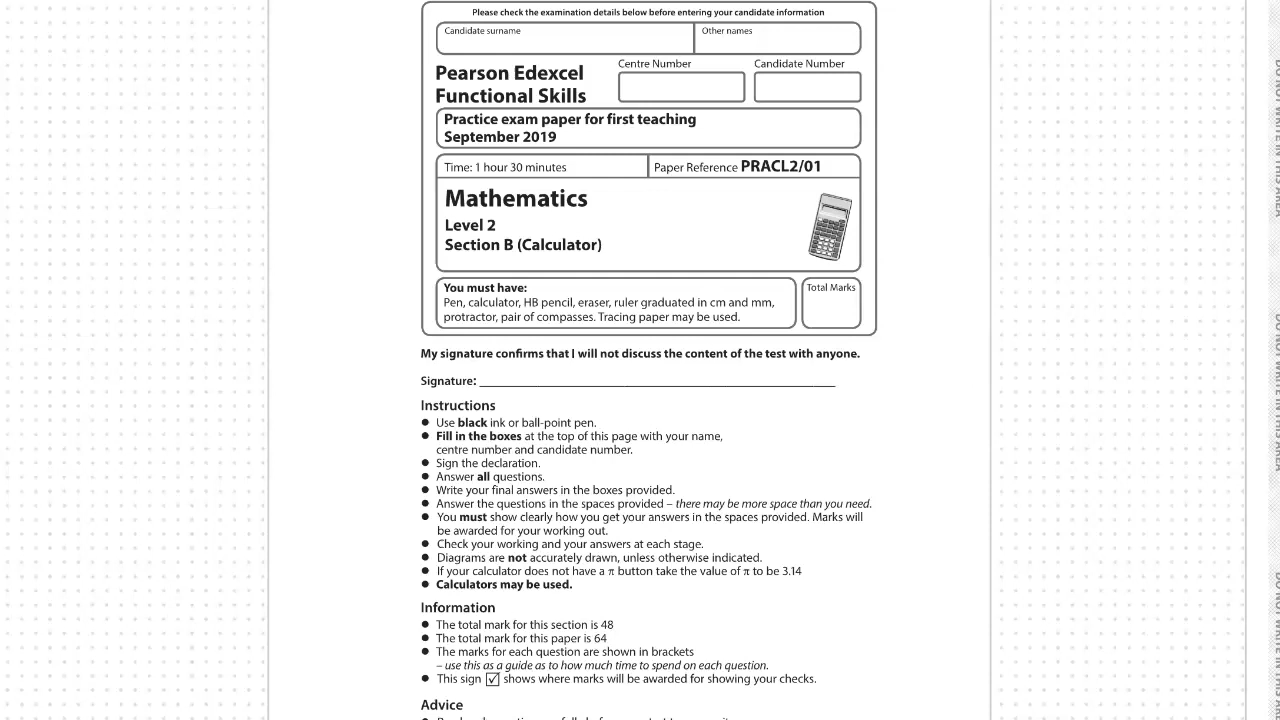 Please check the examination details below before entering your candidate information
Candidate surname
Other names
Pearson Edexcel
Functional Skills
Centre Number
Candidate Number
Practice exam paper for first teaching
September 2019
Time: 1 hour 30 minutes
Paper Reference PRACL2/01
Mathematics
Level 2
Section B (Calculator)
You must have:
Pen, calculator, HB pencil, eraser, ruler graduated in cm and mm,
protractor, pair of compasses. Tracing paper may be used.
Total Marks
My signature confirms that I will not discuss the content of the test with anyone.
Signature:
Instructions
● Use black ink or ball-point pen.
● Fill in the boxes at the top of this page with your name,
centre number and candidate number.
● Sign the declaration.
● Answer all questions.
● Write your final answers in the boxes provided.
● Answer the questions in the spaces provided – there may be more space than you need.
● You must show clearly how you get your answers in the spaces provided. Marks will
be awarded for your working out.
● Check your working and your answers at each stage.
● Diagrams are not accurately drawn, unless otherwise indicated.
● If your calculator does not have a π button take the value of π to be 3.14
● Calculators may be used.
Information
● The total mark for this section is 48
● The total mark for this paper is 64
● The marks for each question are shown in brackets
– use this as a guide as to how much time to spend on each question.
● This sign ☑ shows where marks will be awarded for showing your checks.
Advice